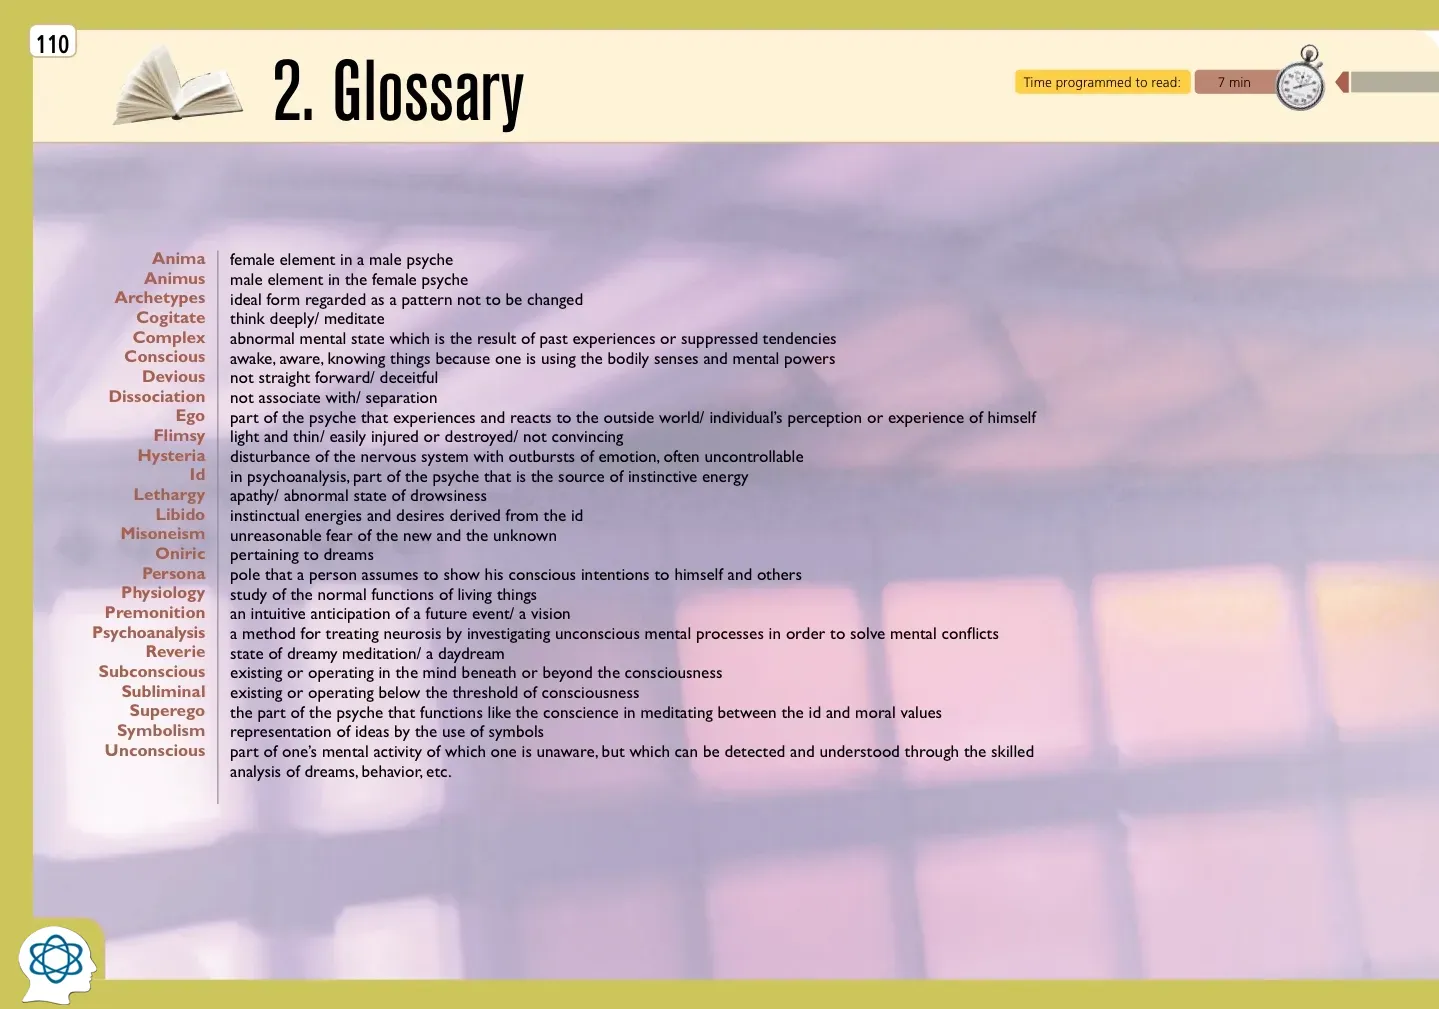 110
2. Glossary
Time programmed to read: 7 min
Anima female element in a male psyche
Animus male element in the female psyche
Archetypes ideal form regarded as a pattern not to be changed
Cogitate think deeply/ meditate
Complex abnormal mental state which is the result of past experiences or suppressed tendencies
Conscious awake, aware, knowing things because one is using the bodily senses and mental powers
Devious not straight forward/ deceitful
Dissociation not associate with/ separation
Ego part of the psyche that experiences and reacts to the outside world/ individual's perception or experience of himself
Flimsy light and thin/ easily injured or destroyed/ not convincing
Hysteria disturbance of the nervous system with outbursts of emotion, often uncontrollable
Id in psychoanalysis, part of the psyche that is the source of instinctive energy
Lethargy apathy/ abnormal state of drowsiness
Libido instinctual energies and desires derived from the id
Misoneism unreasonable fear of the new and the unknown
Oniric pertaining to dreams
Persona pole that a person assumes to show his conscious intentions to himself and others
Physiology study of the normal functions of living things
Premonition an intuitive anticipation of a future event/ a vision
Psychoanalysis a method for treating neurosis by investigating unconscious mental processes in order to solve mental conflicts
Reverie state of dreamy meditation/ a daydream
Subconscious existing or operating in the mind beneath or beyond the consciousness
Subliminal existing or operating below the threshold of consciousness
Superego the part of the psyche that functions like the conscience in meditating between the id and moral values
Symbolism representation of ideas by the use of symbols
Unconscious part of one's mental activity of which one is unaware, but which can be detected and understood through the skilled
analysis of dreams, behavior, etc.